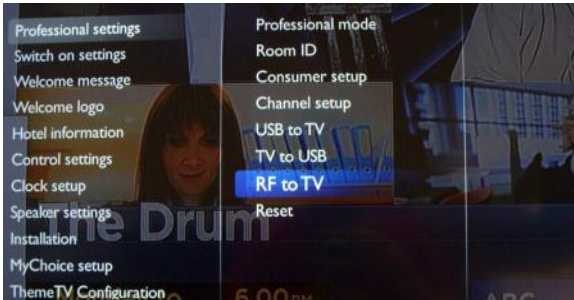 Professional settings
Switch on settings
Welcome message
Welcome logo
Hotel information
Control settings
Clock setup
Speaker settings
Installation
MyChoice setup
ThemeTV Configuration
Professional mode
Room ID
Consumer setup
Channel setup
USB to TV
TV to USB
RF to TV
Reset
The Drum
6.00PM
ABC